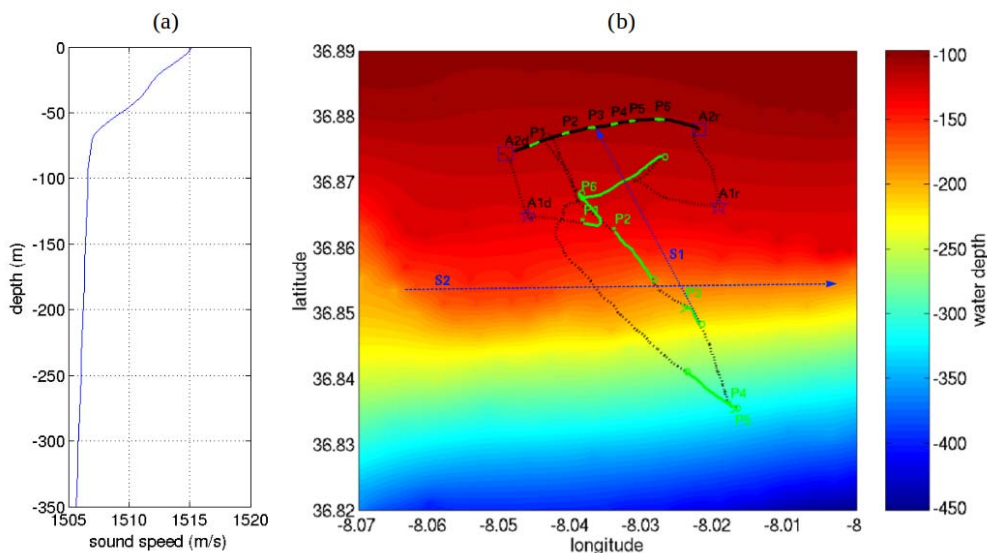 (a)
(b)
0
-50
-100
-150
-200
-250
-300
-350
depth (m)
1505
1510
1515
1520
sound speed (m/s)
36.89
36.88
36.87
36.86
36.85
36.84
36.83
36.82
latitude
-8.07
-8.06
-8.05
-8.04
-8.03
-8.02
-8.01
-8
longitude
A2d
P1
P2
P3
P4
P5
P6
A2r
A1d
A1r
P6
P1
P2
S1
S2
P3
P4
P5
-100
-150
-200
-250
-300
-350
-400
-450
water depth